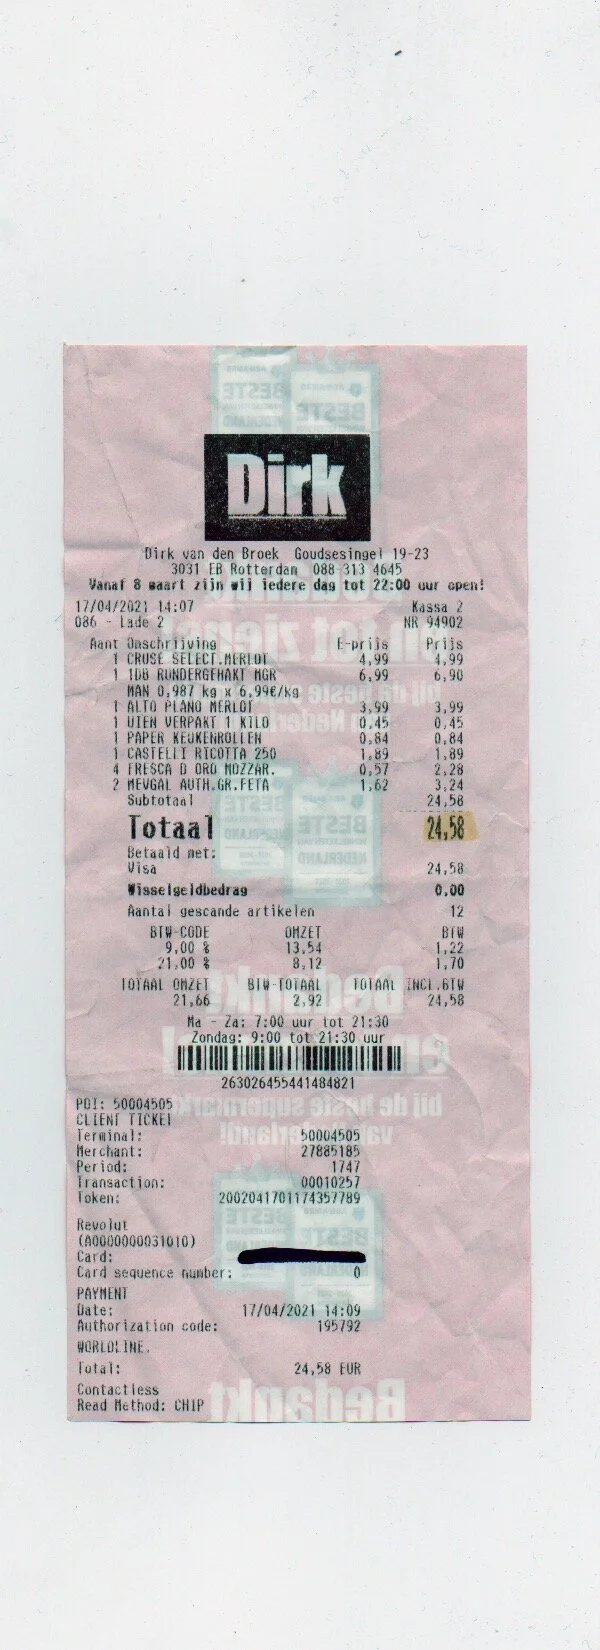 Dirk
Dirk van den Broek Goudsesingel 19-23
3031 EB Rotterdam 088-313 4645
Vanaf 8 maart zijn wij iedere dag tot 22:00 uur open!
17/04/2021 14:07 Kassa 2
086 - Lade 2 NR 94902
Aant Omschrijving E-prijs Prijs
1 CRUSE SELECT.MERLOT 4,99 4,99
1 1DB RUNDERGEHAKT MGR 6,99 6,90
MAN 0,987 kg x 6,99€/kg
1 ALTO PLANO MERLOT 3,99 3,99
1 UIEN VERPAKT 1 KILO 0,45 0,45
1 PAPER KEUKENROLLEN 0,84 0,84
1 CASTELLI RICOTTA 250 1,89 1,89
4 FRESCA D ORO MOZZAR. 0,57 2,28
2 MEVGAL AUTH.GR.FETA 1,62 3,24
Subtotaal 24,58
Totaal 24,58
Betaald met:
Visa 24,58
Wisselgeldbedrag 0,00
Aantal gescande artikelen 12
BTW-CODE OMZET BTW
9,00 % 13,54 1,22
21,00 % 8,12 1,70
TOTAAL OMZET BTW-TOTAAL TOTAAL INCL.BTW
21,66 2,92 24,58
Ma - Za: 7:00 uur tot 21:30
Zondag: 9:00 tot 21:30 uur
263026455441484821
POI: 50004505
CLIENT TICKET
Terminal: 50004505
Merchant: 27885185
Period: 1747
Transaction: 00010257
Token: 2002041701174357789
Revolut
(A0000000031010)
Card:
Card sequence number: 0
PAYMENT
Date: 17/04/2021 14:09
Authorization code: 195792
WORLDLINE.
Total: 24,58 EUR
Contactless
Read Method: CHIP